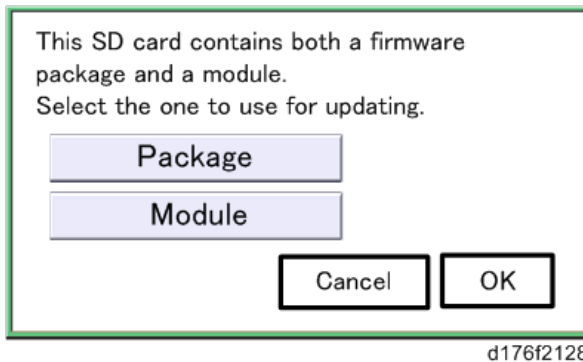 This SD card contains both a firmware
package and a module.
Select the one to use for updating.
Package
Module
Cancel OK
d176f2128